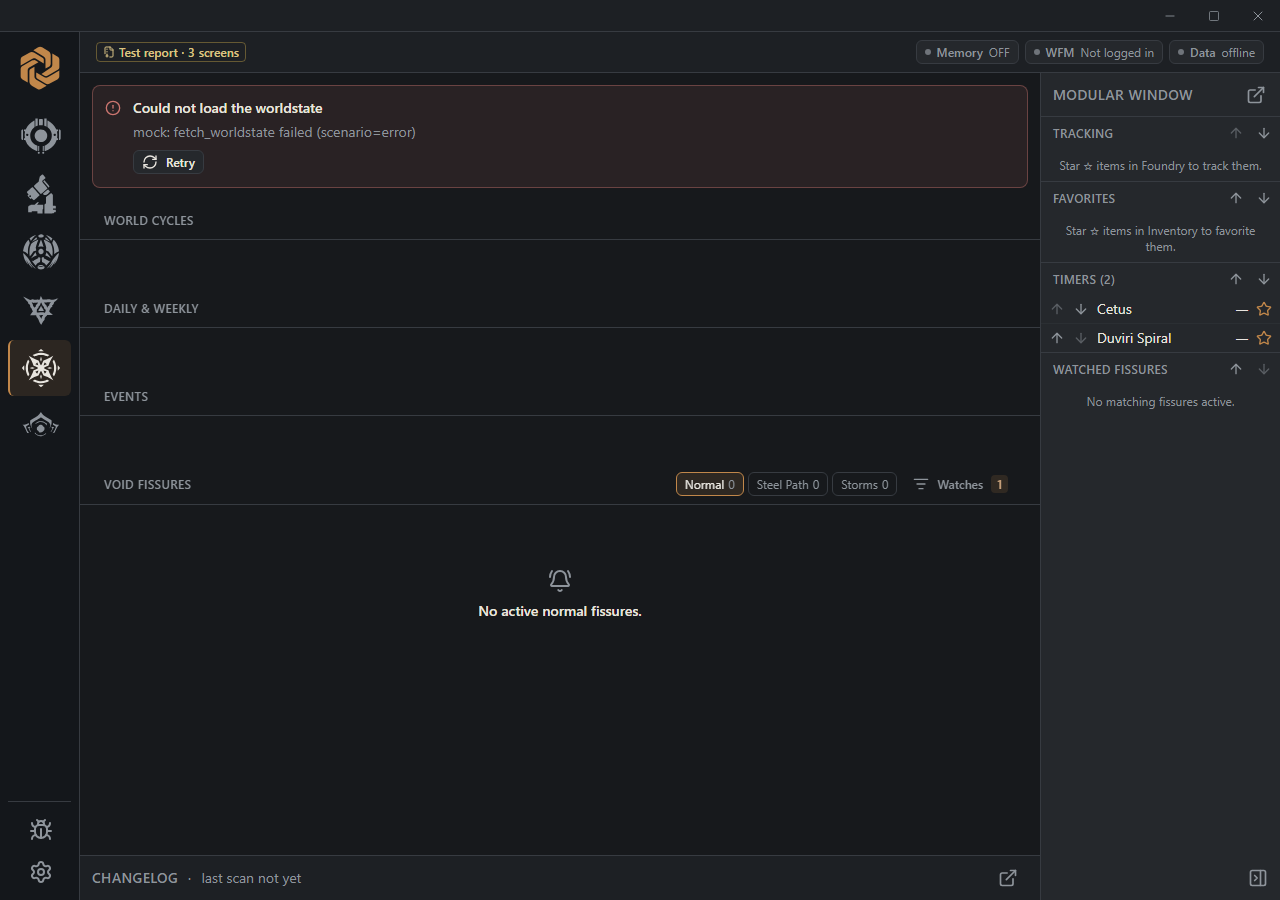 Test report · 3 screens
Memory OFF
WFM Not logged in
Data offline
Could not load the worldstate
mock: fetch_worldstate failed (scenario=error)
Retry
WORLD CYCLES
DAILY & WEEKLY
EVENTS
VOID FISSURES
Normal 0
Steel Path 0
Storms 0
Watches 1
No active normal fissures.
CHANGELOG · last scan not yet
MODULAR WINDOW
TRACKING
Star ☆ items in Foundry to track them.
FAVORITES
Star ☆ items in Inventory to favorite
them.
TIMERS (2)
Cetus —
Duviri Spiral —
WATCHED FISSURES
No matching fissures active.